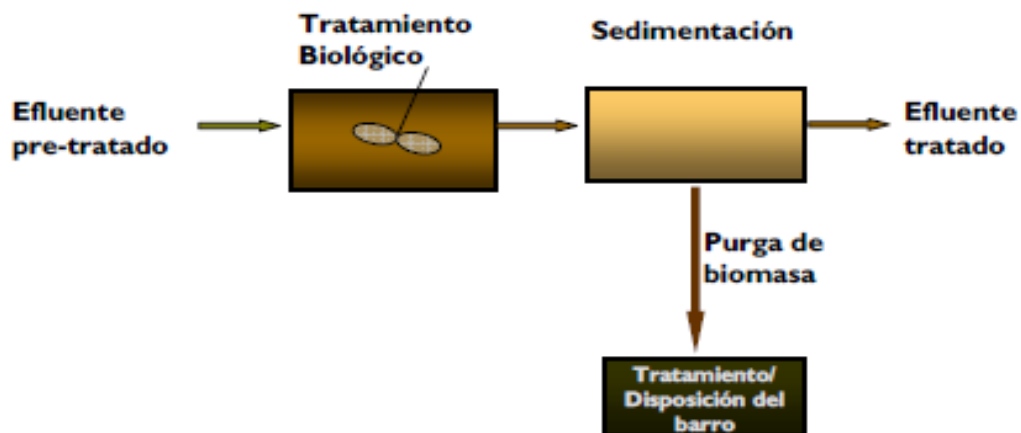 Tratamiento
Biológico
Sedimentación
Efluente
pre-tratado
Efluente
tratado
Purga de
biomasa
Tratamiento/
Disposición del
barro